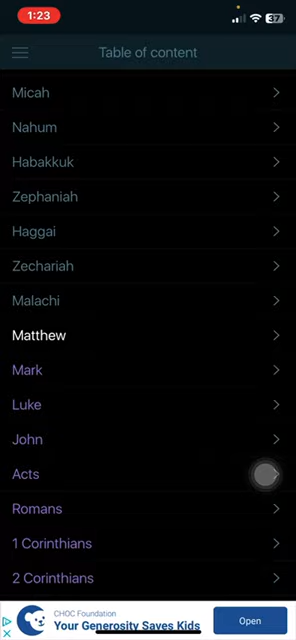 1:23
37
Table of content
Micah
Nahum
Habakkuk
Zephaniah
Haggai
Zechariah
Malachi
Matthew
Mark
Luke
John
Acts
Romans
1 Corinthians
2 Corinthians
CHOC Foundation
Your Generosity Saves Kids
Open